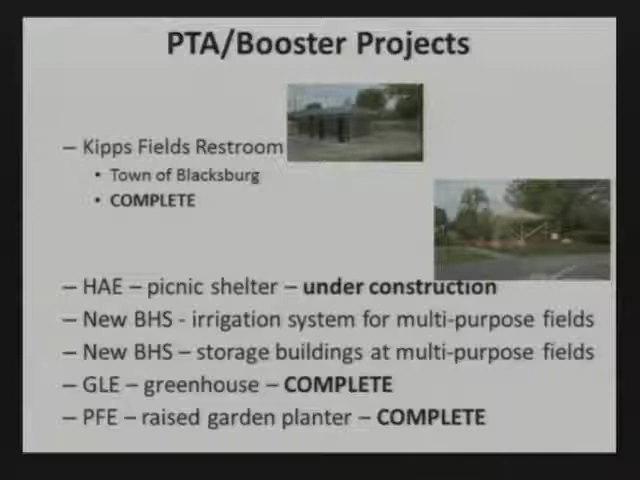 PTA/Booster Projects
– Kipps Fields Restroom
• Town of Blacksburg
• COMPLETE
– HAE – picnic shelter – under construction
– New BHS - irrigation system for multi-purpose fields
– New BHS – storage buildings at multi-purpose fields
– GLE – greenhouse – COMPLETE
– PFE – raised garden planter – COMPLETE